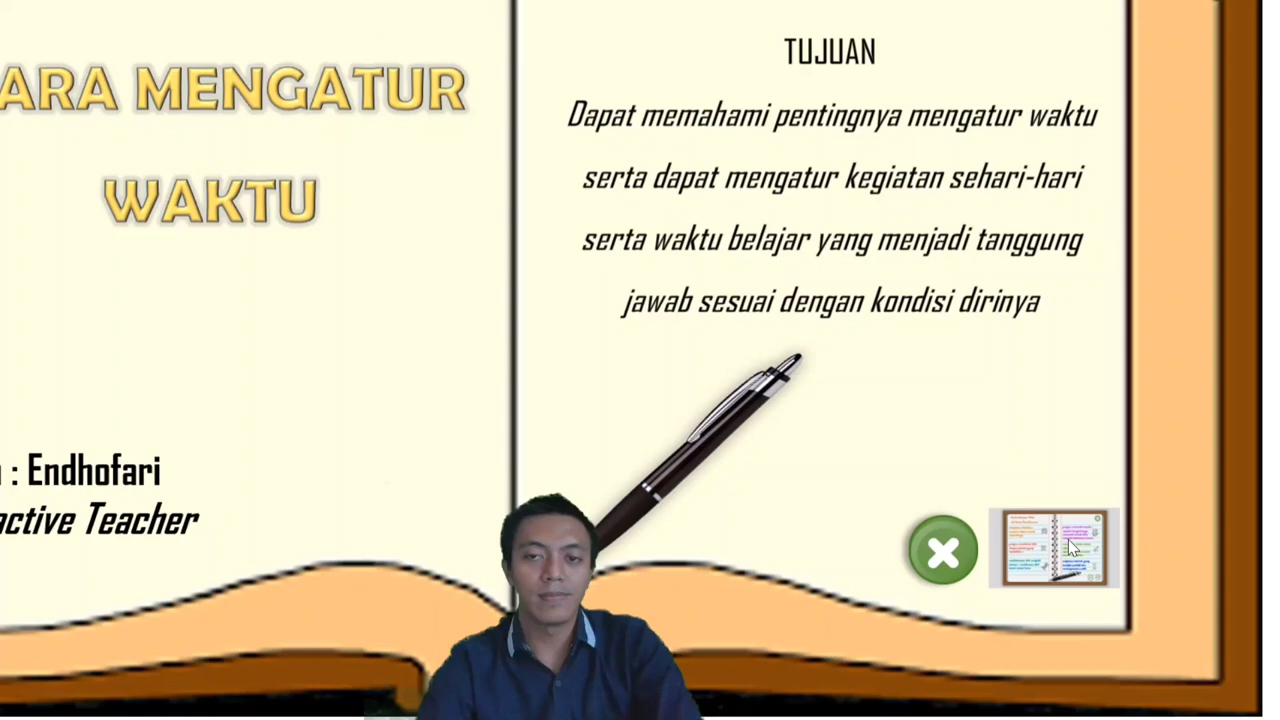 ARA MENGATUR
WAKTU
: Endhofari
active Teacher
TUJUAN
Dapat memahami pentingnya mengatur waktu
serta dapat mengatur kegiatan sehari-hari
serta waktu belajar yang menjadi tanggung
jawab sesuai dengan kondisi dirinya